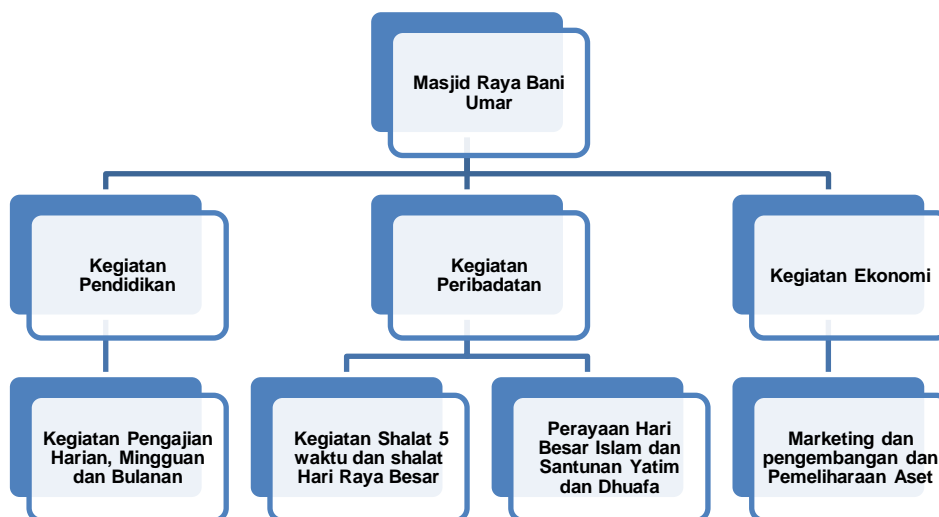 Masjid Raya Bani
Umar
Kegiatan
Pendidikan
Kegiatan
Peribadatan
Kegiatan Ekonomi
Kegiatan Pengajian
Harian, Mingguan
dan Bulanan
Kegiatan Shalat 5
waktu dan shalat
Hari Raya Besar
Perayaan Hari
Besar Islam dan
Santunan Yatim
dan Dhuafa
Marketing dan
pengembangan dan
Pemeliharaan Aset